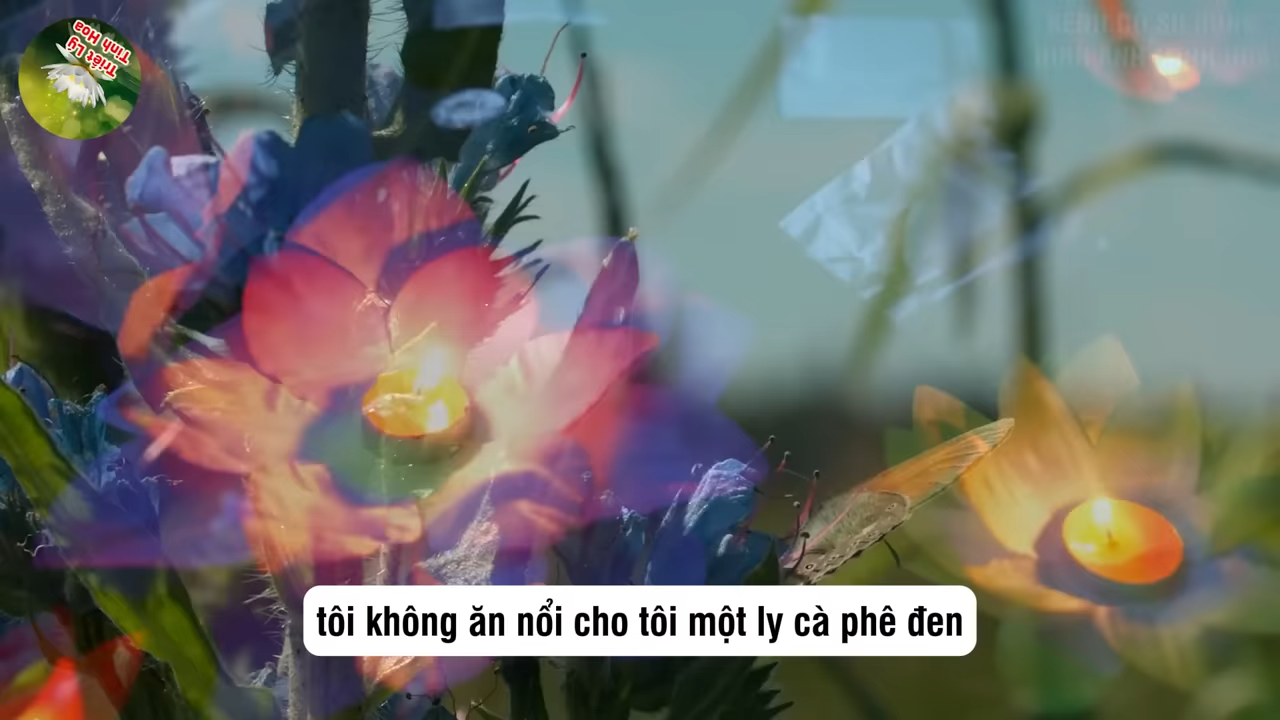 Triết Lý
Tinh Hoa
tôi không ăn nổi cho tôi một ly cà phê đen